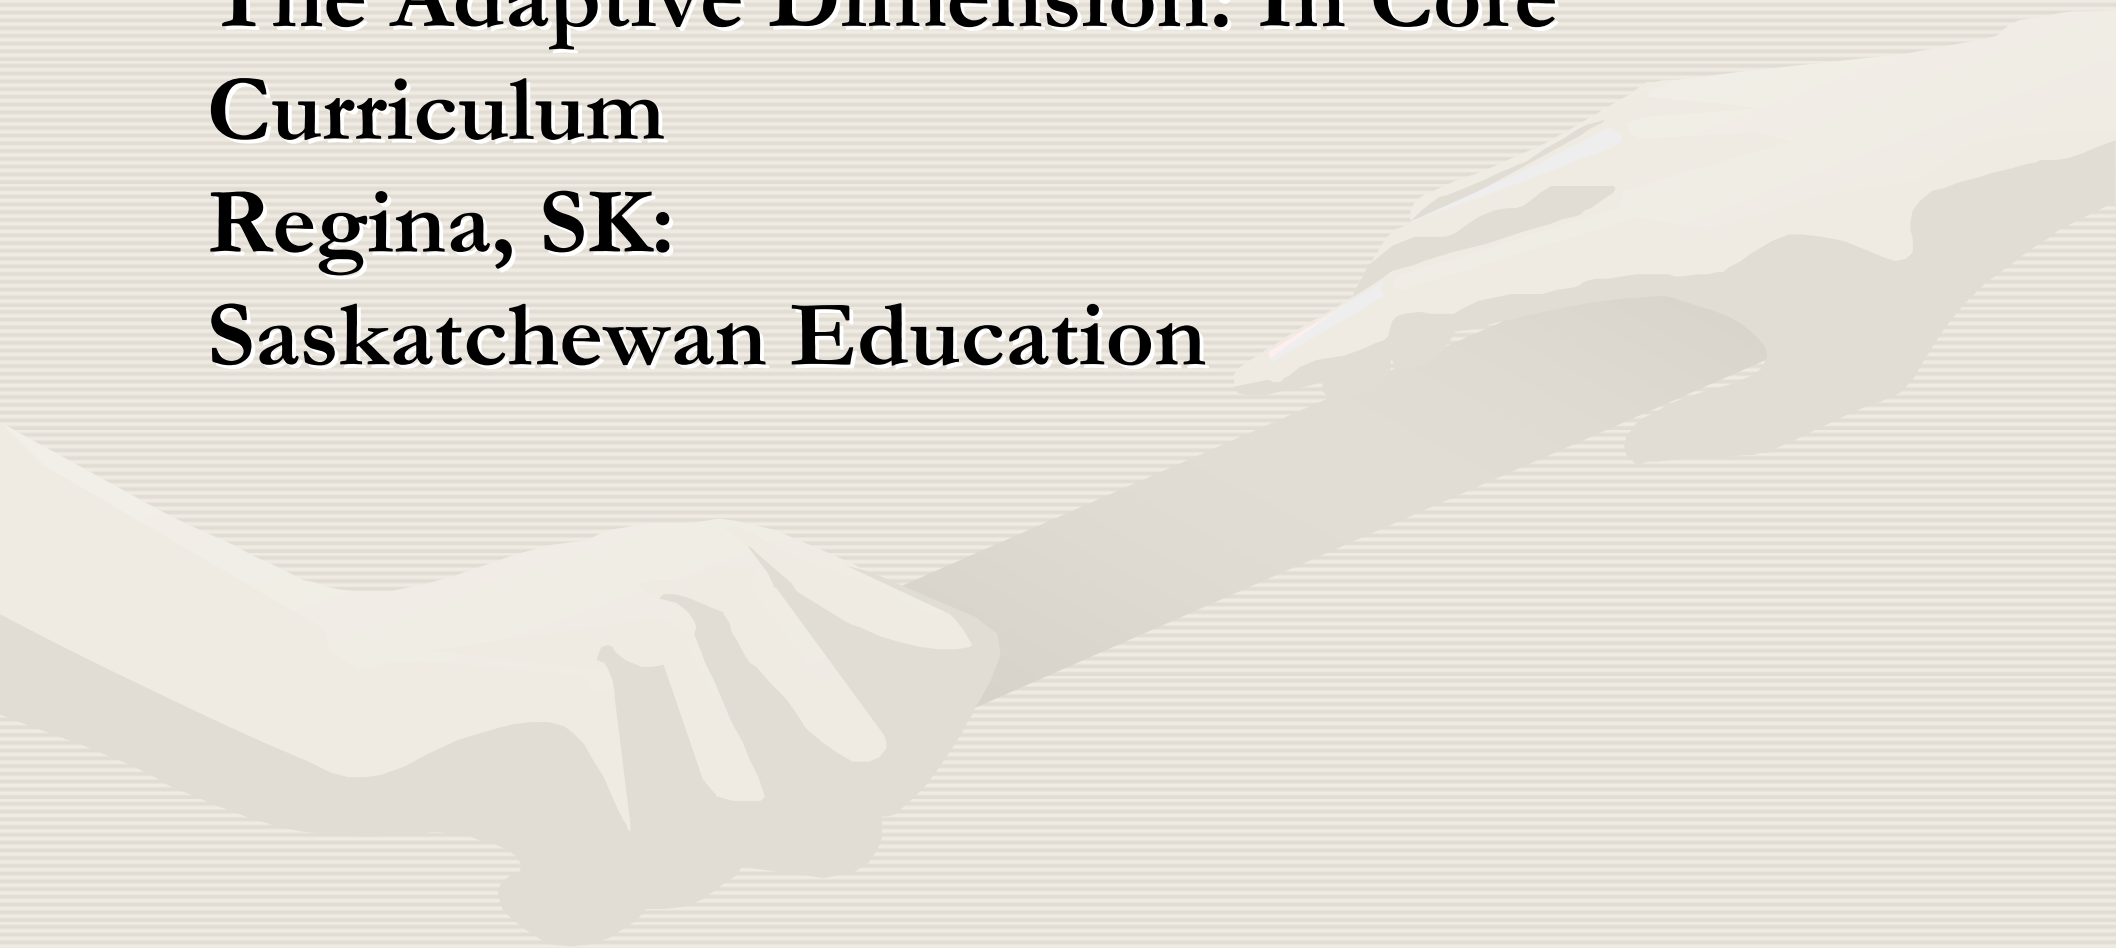 The Adaptive Dimension: In Core
Curriculum
Regina, SK:
Saskatchewan Education